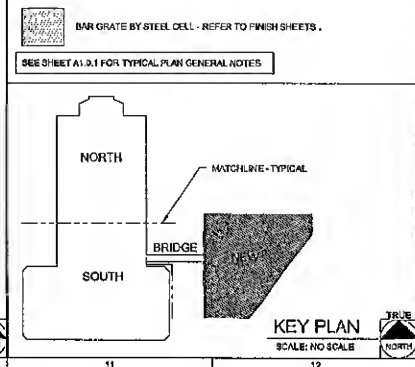 BAR GRATE BY STEEL CELL - REFER TO FINISH SHEETS.
SEE SHEET A1.0.1 FOR TYPICAL PLAN GENERAL NOTES
NORTH
MATCHLINE - TYPICAL
BRIDGE
NEW
SOUTH
KEY PLAN
SCALE: NO SCALE
TRUE
NORTH
11
12